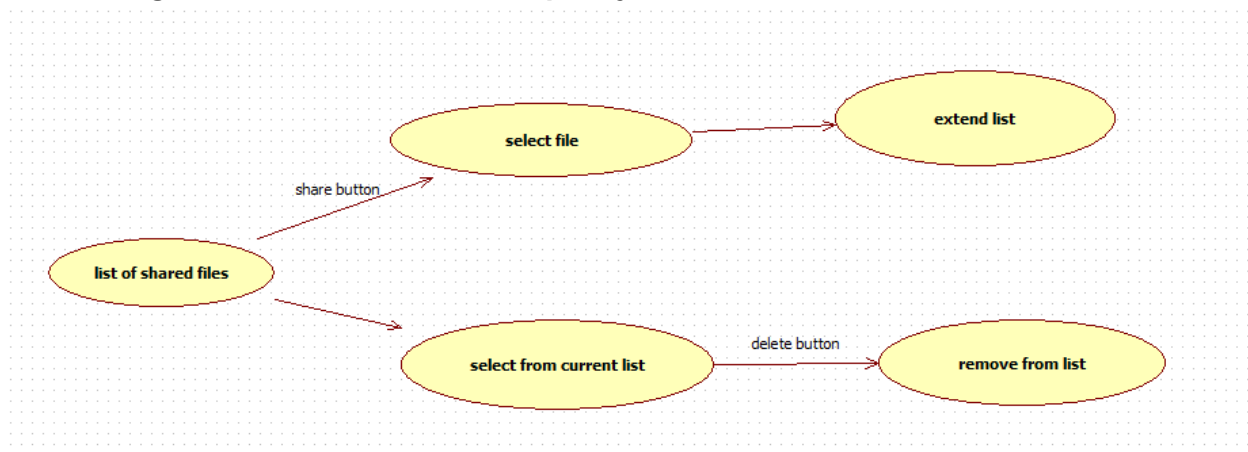 extend list
select file
share button
list of shared files
delete button
select from current list
remove from list